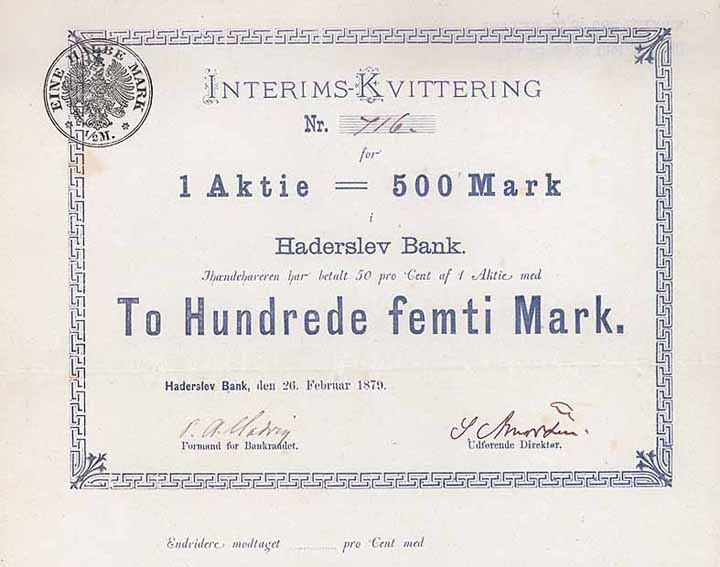 EINE HALBE MARK
1/2 M.
INTERIMS-KVITTERING
Nr. 716.
for
1 Aktie = 500 Mark
i
Haderslev Bank.
Ihændehaveren har betalt 50 pro Cent af 1 Aktie med
To Hundrede femti Mark.
Haderslev Bank, den 26. Februar 1879.
Formand for Bankraadet.
Udførende Direktør.
Endvidere modtaget ............ pro Cent med